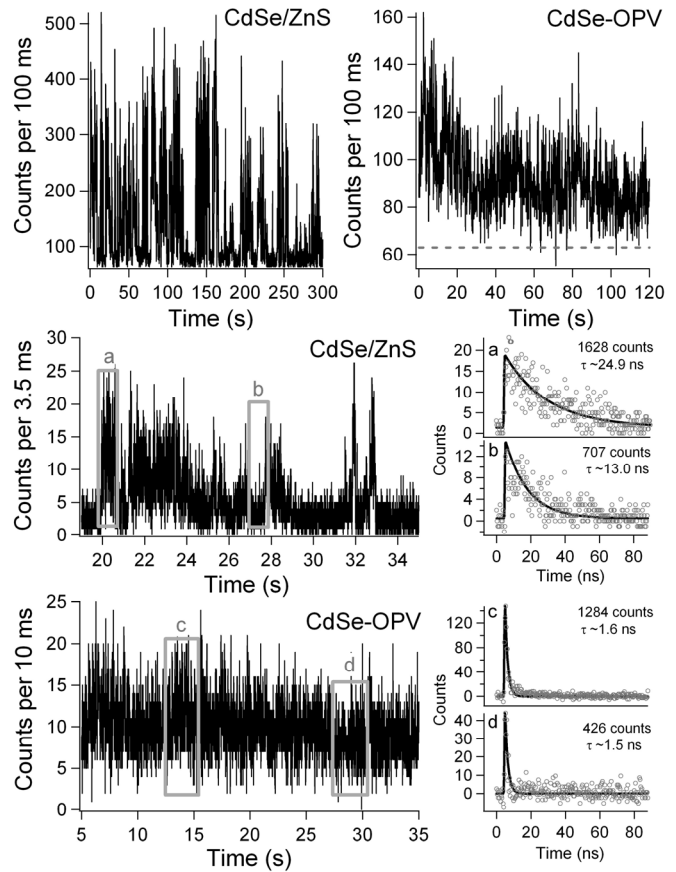 CdSe/ZnS
500
400
300
200
100
Counts per 100 ms
0 50 100 150 200 250 300
Time (s)
CdSe-OPV
160
140
120
100
80
60
Counts per 100 ms
0 20 40 60 80 100 120
Time (s)
CdSe/ZnS
a
b
30
25
20
15
10
5
0
Counts per 3.5 ms
20 22 24 26 28 30 32 34
Time (s)
a
1628 counts
τ ~24.9 ns
20
15
10
5
0
b
707 counts
τ ~13.0 ns
12
8
4
0
Counts
0 20 40 60 80
Time (ns)
CdSe-OPV
c
d
25
20
15
10
5
0
Counts per 10 ms
5 10 15 20 25 30 35
Time (s)
c
1284 counts
τ ~1.6 ns
120
80
40
0
d
426 counts
τ ~1.5 ns
40
30
20
10
0
Counts
0 20 40 60 80
Time (ns)